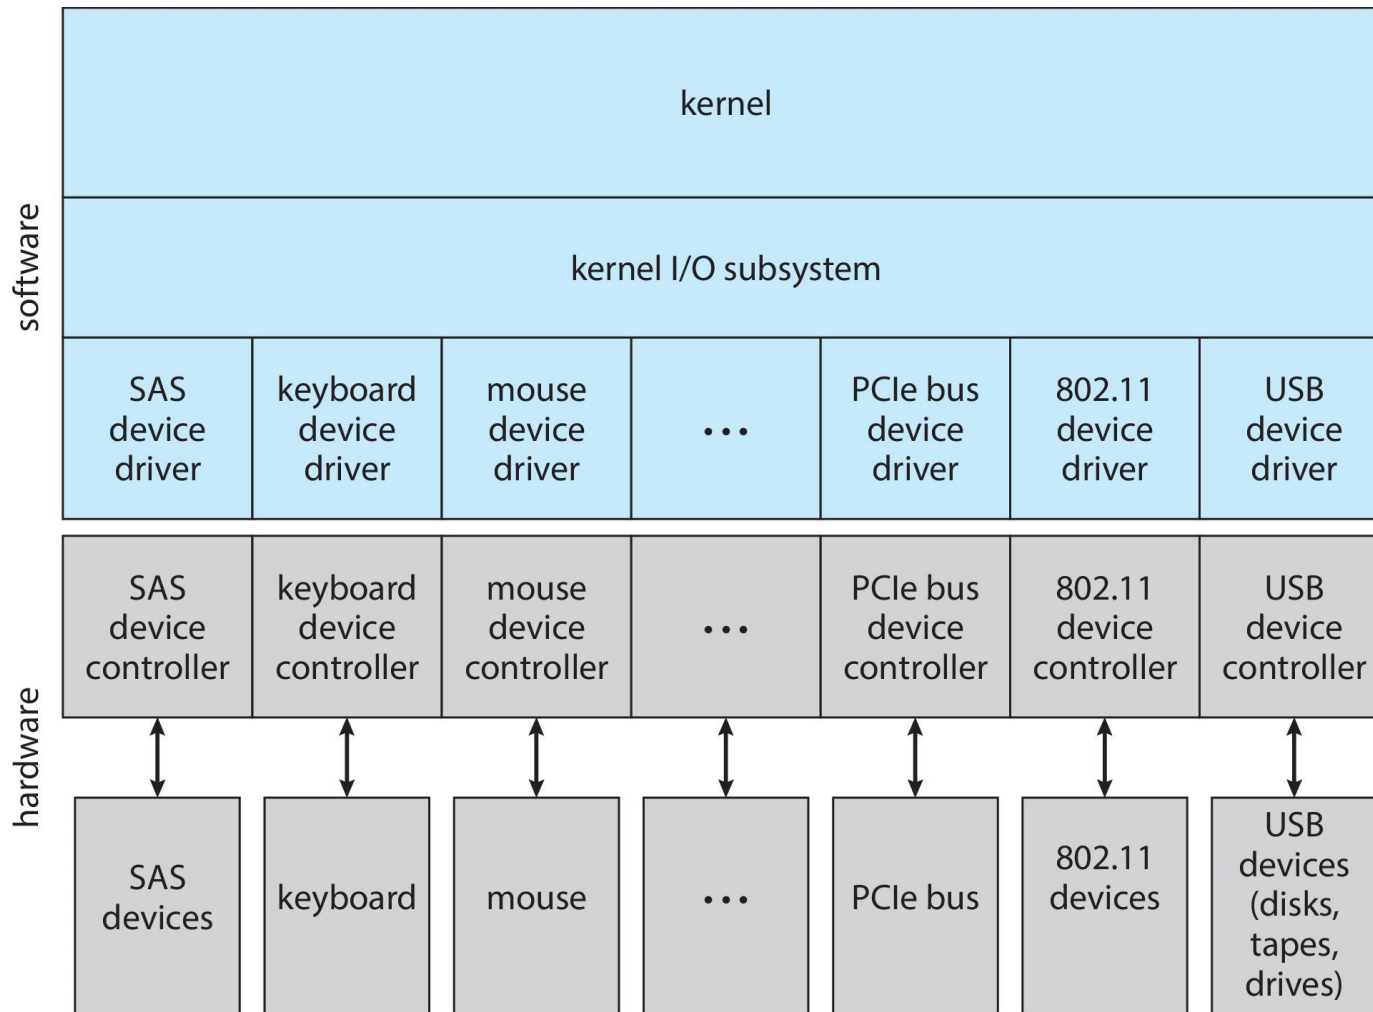 kernel
kernel I/O subsystem
software
SAS
device
driver
keyboard
device
driver
mouse
device
driver
•••
PCIe bus
device
driver
802.11
device
driver
USB
device
driver
hardware
SAS
device
controller
keyboard
device
controller
mouse
device
controller
•••
PCIe bus
device
controller
802.11
device
controller
USB
device
controller
SAS
devices
keyboard
mouse
•••
PCIe bus
802.11
devices
USB
devices
(disks,
tapes,
drives)